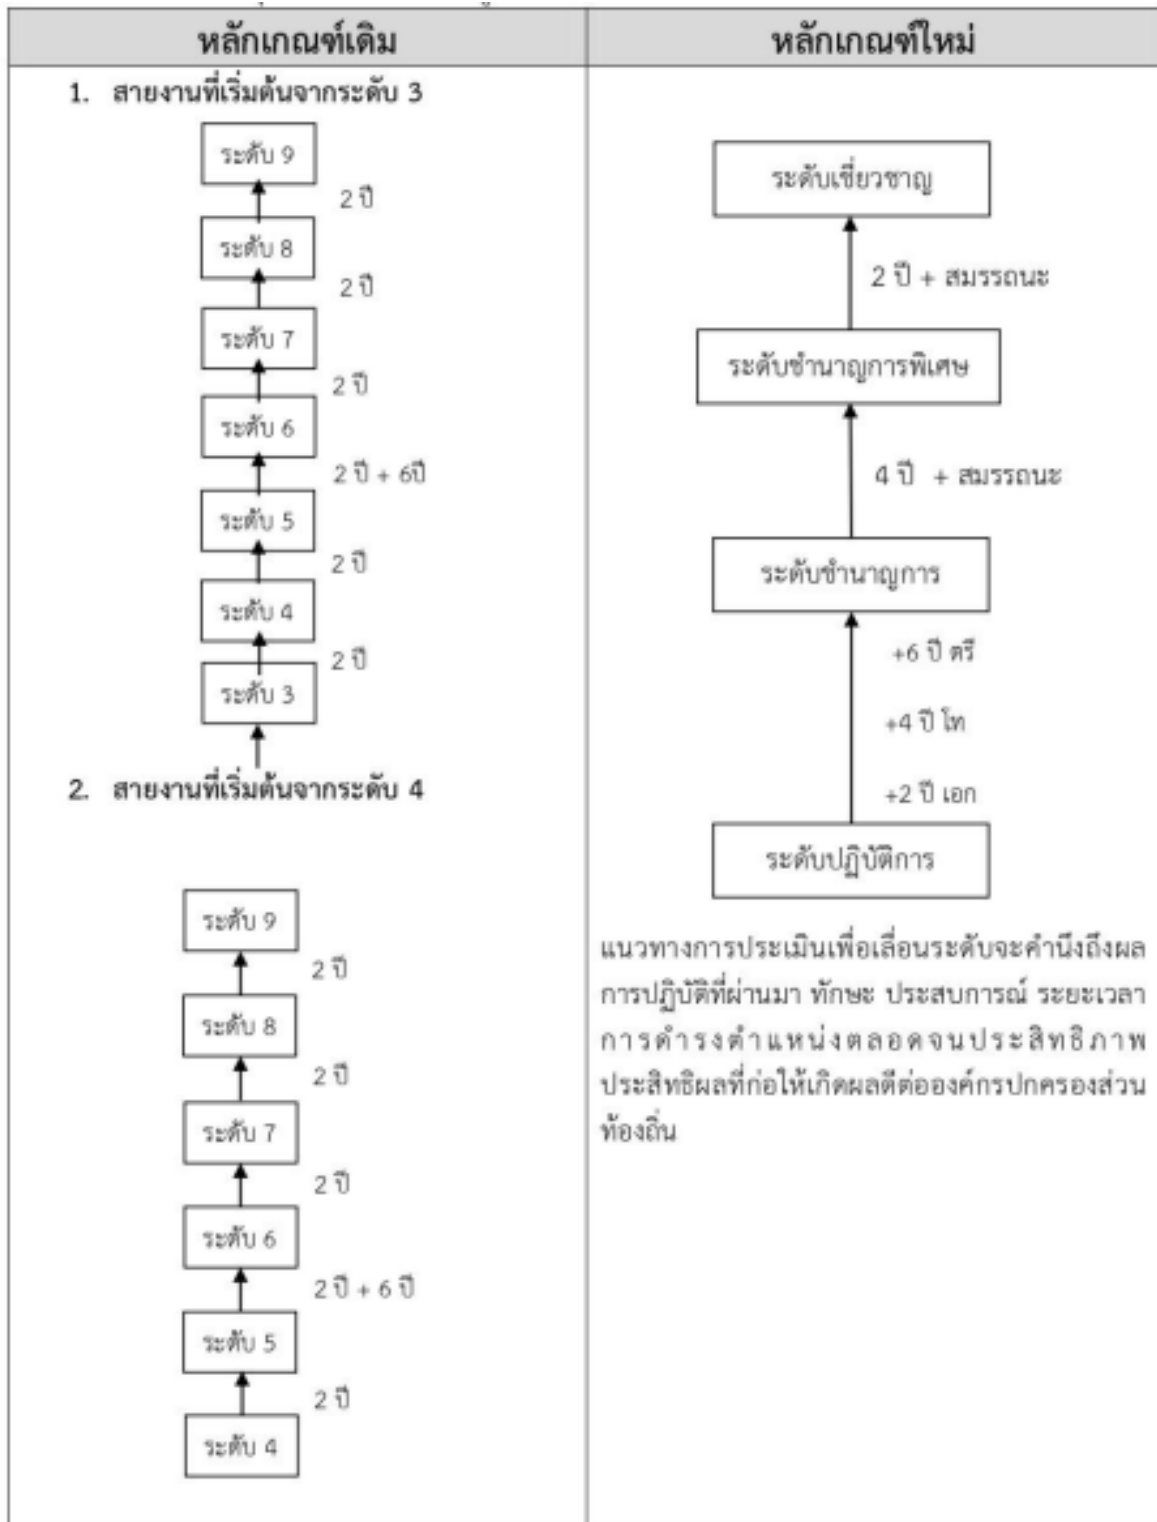 หลักเกณฑ์เดิม
1. สายงานที่เริ่มต้นจากระดับ 3
ระดับ 9
2 ปี
ระดับ 8
2 ปี
ระดับ 7
2 ปี
ระดับ 6
2 ปี + 6ปี
ระดับ 5
2 ปี
ระดับ 4
2 ปี
ระดับ 3
2. สายงานที่เริ่มต้นจากระดับ 4
ระดับ 9
2 ปี
ระดับ 8
2 ปี
ระดับ 7
2 ปี
ระดับ 6
2 ปี + 6 ปี
ระดับ 5
2 ปี
ระดับ 4
หลักเกณฑ์ใหม่
ระดับเชี่ยวชาญ
2 ปี + สมรรถนะ
ระดับชำนาญการพิเศษ
4 ปี + สมรรถนะ
ระดับชำนาญการ
+6 ปี ตรี
+4 ปี โท
+2 ปี เอก
ระดับปฏิบัติการ
แนวทางการประเมินเพื่อเลื่อนระดับจะคำนึงถึงผล
การปฏิบัติที่ผ่านมา ทักษะ ประสบการณ์ ระยะเวลา
การดำรงตำแหน่งตลอดจนประสิทธิภาพ
ประสิทธิผลที่ก่อให้เกิดผลดีต่อองค์กรปกครองส่วน
ท้องถิ่น